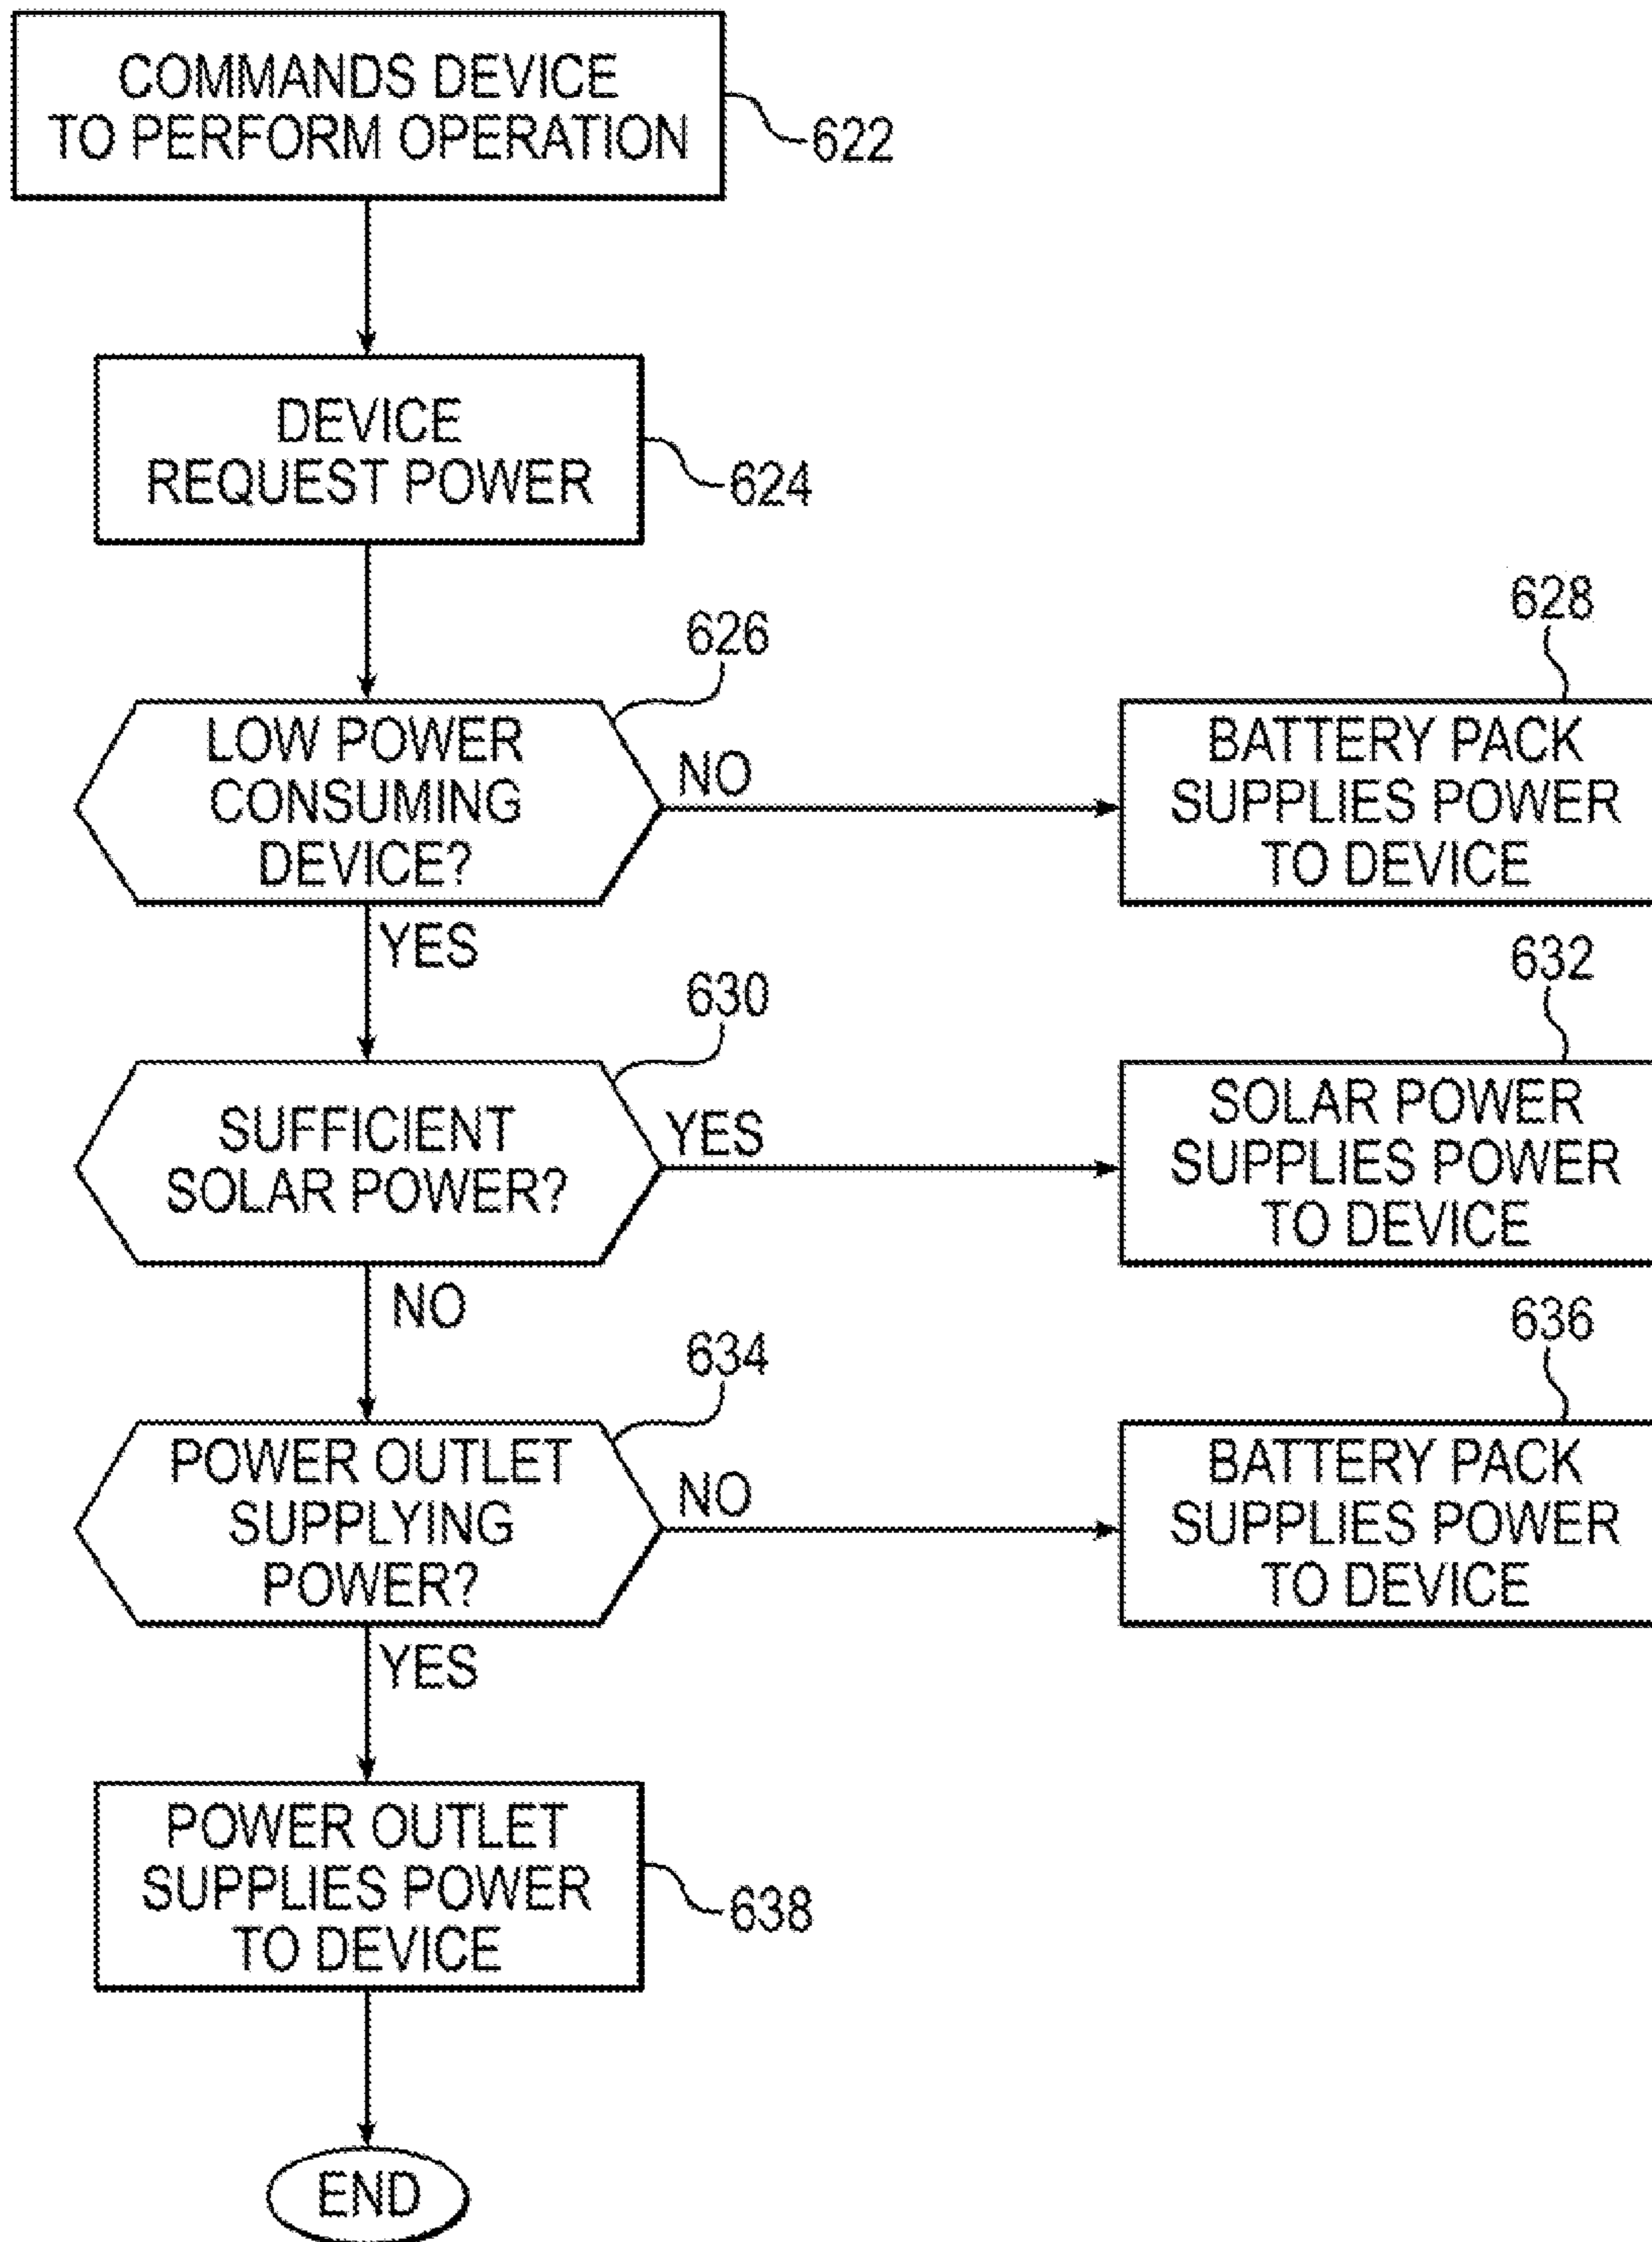 COMMANDS DEVICE
TO PERFORM OPERATION
622
DEVICE
REQUEST POWER
624
626
LOW POWER
CONSUMING
DEVICE?
NO
YES
628
BATTERY PACK
SUPPLIES POWER
TO DEVICE
630
SUFFICIENT
SOLAR POWER?
YES
NO
632
SOLAR POWER
SUPPLIES POWER
TO DEVICE
634
POWER OUTLET
SUPPLYING
POWER?
NO
YES
636
BATTERY PACK
SUPPLIES POWER
TO DEVICE
POWER OUTLET
SUPPLIES POWER
TO DEVICE
638
END